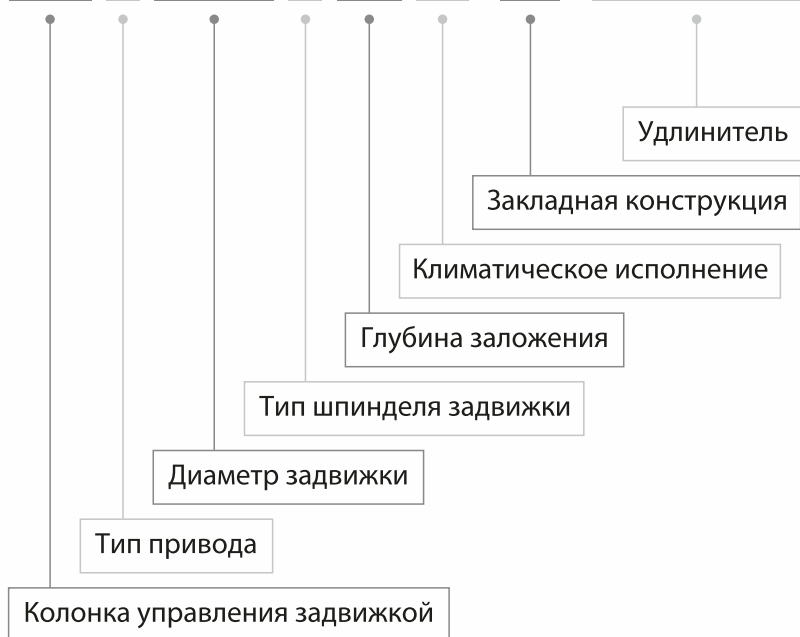 Удлинитель
Закладная конструкция
Климатическое исполнение
Глубина заложения
Тип шпинделя задвижки
Диаметр задвижки
Тип привода
Колонка управления задвижкой